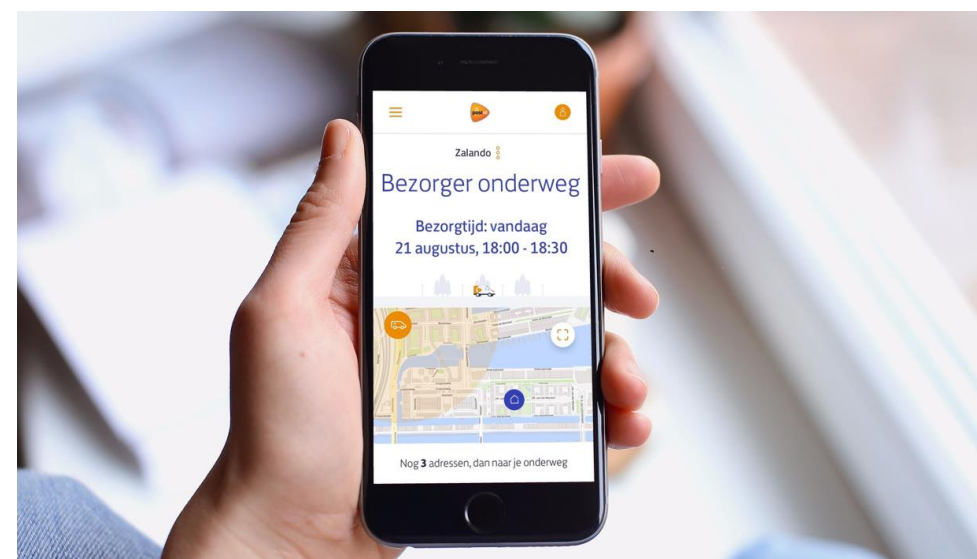 Zalando
Bezorger onderweg
Bezorgtijd: vandaag
21 augustus, 18:00 - 18:30
Nog 3 adressen, dan naar je onderweg